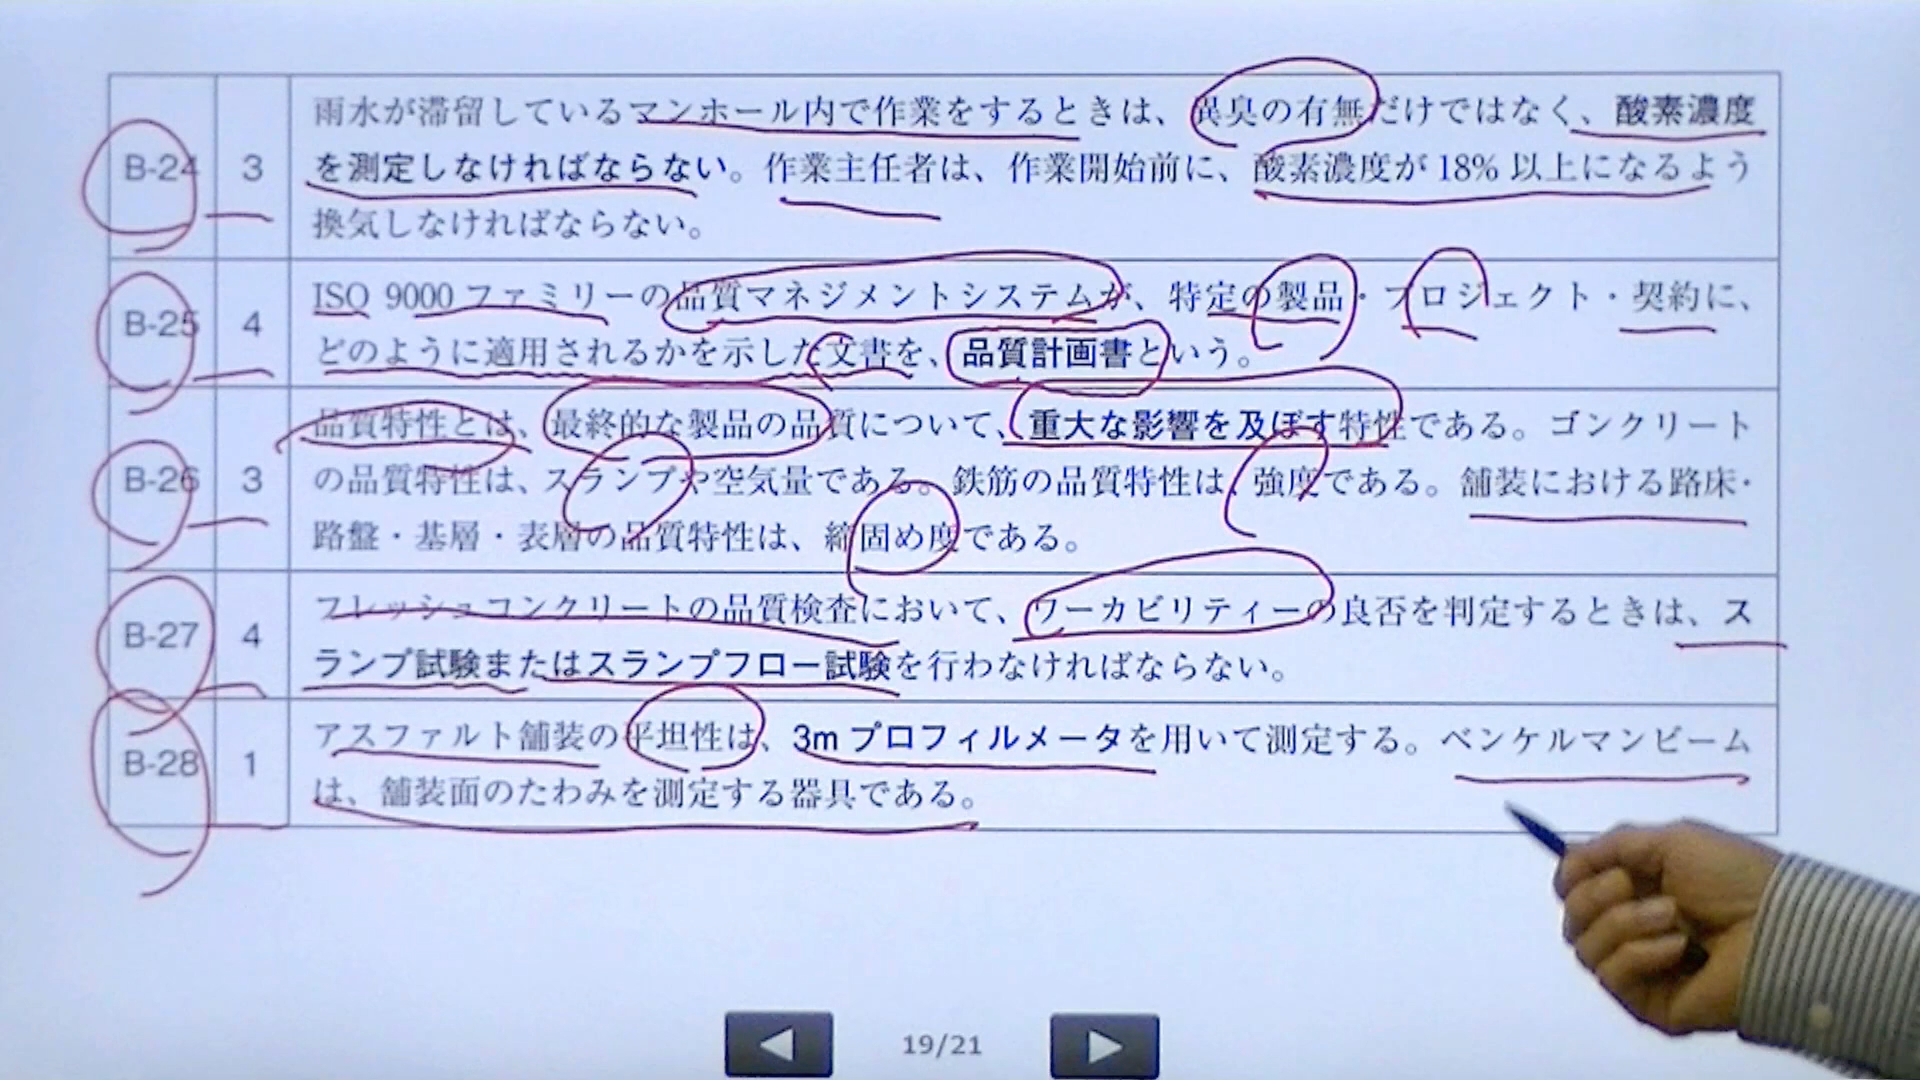 B-24 3 雨水が滞留しているマンホール内で作業をするときは、異臭の有無だけではなく、酸素濃度
を測定しなければならない。作業主任者は、作業開始前に、酸素濃度が18%以上になるよう
換気しなければならない。
B-25 4 ISO 9000ファミリーの品質マネジメントシステムが、特定の製品・プロジェクト・契約に、
どのように適用されるかを示した文書を、品質計画書という。
B-26 3 品質特性とは、最終的な製品の品質について、重大な影響を及ぼす特性である。コンクリート
の品質特性は、スランプや空気量である。鉄筋の品質特性は、強度である。舗装における路床・
路盤・基層・表層の品質特性は、締固め度である。
B-27 4 フレッシュコンクリートの品質検査において、ワーカビリティーの良否を判定するときは、ス
ランプ試験またはスランプフロー試験を行わなければならない。
B-28 1 アスファルト舗装の平坦性は、3mプロフィルメータを用いて測定する。ベンケルマンビーム
は、舗装面のたわみを測定する器具である。
19/21